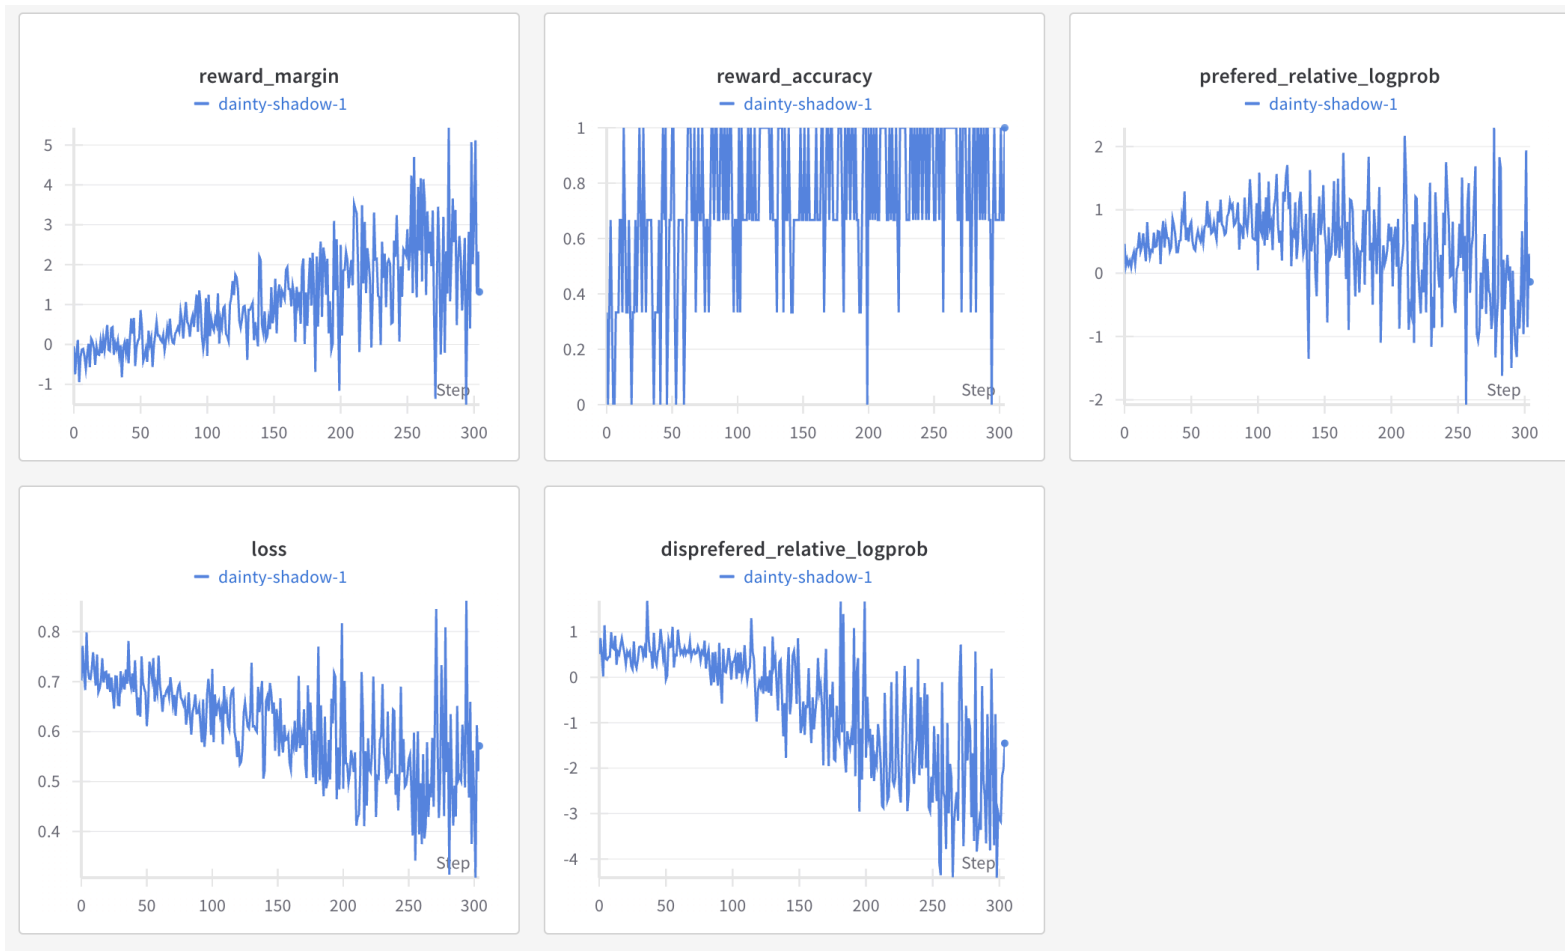 reward_margin
dainty-shadow-1
5
4
3
2
1
0
-1
Step
0 50 100 150 200 250 300
reward_accuracy
dainty-shadow-1
1
0.8
0.6
0.4
0.2
0
Step
0 50 100 150 200 250 300
prefered_relative_logprob
dainty-shadow-1
2
1
0
-1
-2
Step
0 50 100 150 200 250 300
loss
dainty-shadow-1
0.8
0.7
0.6
0.5
0.4
Step
0 50 100 150 200 250 300
disprefered_relative_logprob
dainty-shadow-1
1
0
-1
-2
-3
-4
Step
0 50 100 150 200 250 300